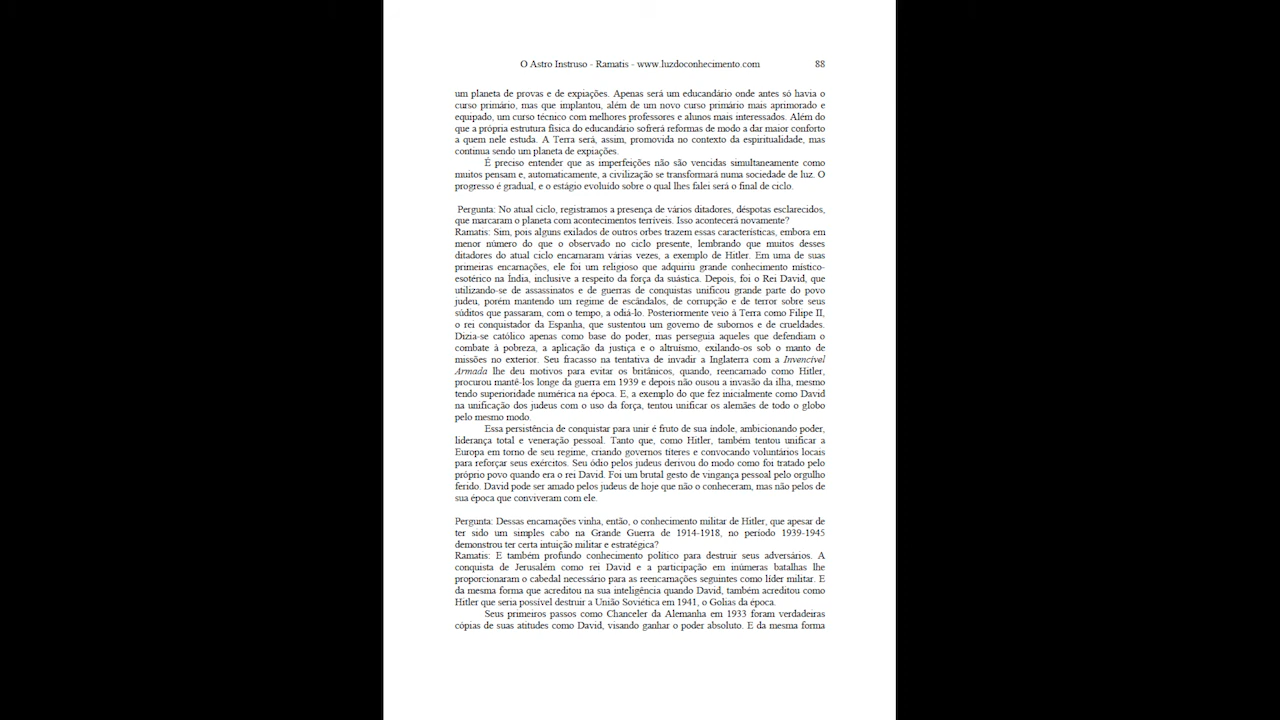 O Astro Instruso - Ramatis - www.luzdoconhecimento.com 88
um planeta de provas e de expiações. Apenas será um educandário onde antes só havia o
curso primário, mas que implantou, além de um novo curso primário mais aprimorado e
equipado, um curso técnico com melhores professores e alunos mais interessados. Além do
que a própria estrutura física do educandário sofrerá reformas de modo a dar maior conforto
a quem nele estuda. A Terra será, assim, promovida no contexto da espiritualidade, mas
continua sendo um planeta de expiações.
É preciso entender que as imperfeições não são vencidas simultaneamente como
muitos pensam e, automaticamente, a civilização se transformará numa sociedade de luz. O
progresso é gradual, e o estágio evoluído sobre o qual lhes falei será o final de ciclo.
Pergunta: No atual ciclo, registramos a presença de vários ditadores, déspotas esclarecidos,
que marcaram o planeta com acontecimentos terríveis. Isso acontecerá novamente?
Ramatis: Sim, pois alguns exilados de outros orbes trazem essas características, embora em
menor número do que o observado no ciclo presente, lembrando que muitos desses
ditadores do atual ciclo encarnaram várias vezes, a exemplo de Hitler. Em uma de suas
primeiras encarnações, ele foi um religioso que adquiriu grande conhecimento místico-
esotérico na Índia, inclusive a respeito da força da suástica. Depois, foi o Rei David, que
utilizando-se de assassinatos e de guerras de conquistas unificou grande parte do povo
judeu, porém mantendo um regime de escândalos, de corrupção e de terror sobre seus
súditos que passaram, com o tempo, a odiá-lo. Posteriormente veio à Terra como Filipe II,
o rei conquistador da Espanha, que sustentou um governo de subornos e de crueldades.
Dizia-se católico apenas como base do poder, mas perseguia aqueles que defendiam o
combate à pobreza, a aplicação da justiça e o altruísmo, exilando-os sob o manto de
missões no exterior. Seu fracasso na tentativa de invadir a Inglaterra com a Invencível
Armada lhe deu motivos para evitar os britânicos, quando, reencarnado como Hitler,
procurou mantê-los longe da guerra em 1939 e depois não ousou a invasão da ilha, mesmo
tendo superioridade numérica na época. E, a exemplo do que fez inicialmente como David
na unificação dos judeus com o uso da força, tentou unificar os alemães de todo o globo
pelo mesmo modo.
Essa persistência de conquistar para unir é fruto de sua índole, ambicionando poder,
liderança total e veneração pessoal. Tanto que, como Hitler, também tentou unificar a
Europa em torno de seu regime, criando governos títeres e convocando voluntários locais
para reforçar seus exércitos. Seu ódio pelos judeus derivou do modo como foi tratado pelo
próprio povo quando era o rei David. Foi um brutal gesto de vingança pessoal pelo orgulho
ferido. David pode ser amado pelos judeus de hoje que não o conheceram, mas não pelos de
sua época que conviveram com ele.
Pergunta: Dessas encarnações vinha, então, o conhecimento militar de Hitler, que apesar de
ter sido um simples cabo na Grande Guerra de 1914-1918, no período 1939-1945
demonstrou ter certa intuição militar e estratégica?
Ramatis: E também profundo conhecimento político para destruir seus adversários. A
conquista de Jerusalém como rei David e a participação em inúmeras batalhas lhe
proporcionaram o cabedal necessário para as reencarnações seguintes como líder militar. E
da mesma forma que acreditou na sua inteligência quando David, também acreditou como
Hitler que seria possível destruir a União Soviética em 1941, o Golias da época.
Seus primeiros passos como Chanceler da Alemanha em 1933 foram verdadeiras
cópias de suas atitudes como David, visando ganhar o poder absoluto. E da mesma forma